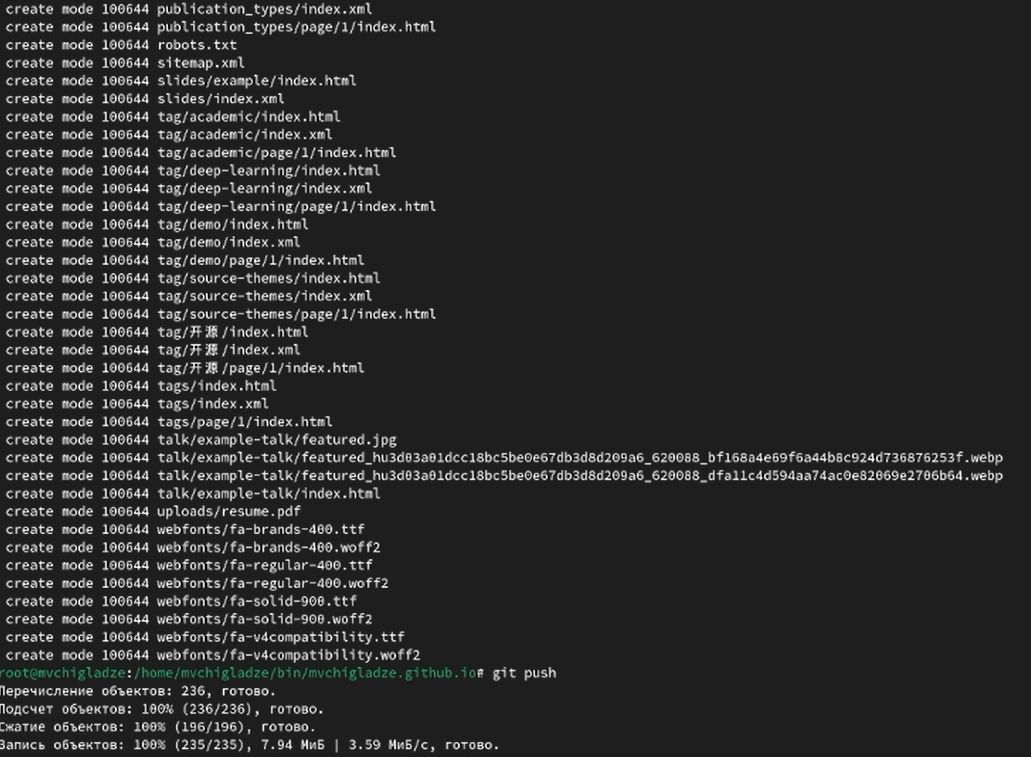 create mode 100644 publication_types/index.xml
create mode 100644 publication_types/page/1/index.html
create mode 100644 robots.txt
create mode 100644 sitemap.xml
create mode 100644 slides/example/index.html
create mode 100644 slides/index.xml
create mode 100644 tag/academic/index.html
create mode 100644 tag/academic/index.xml
create mode 100644 tag/academic/page/1/index.html
create mode 100644 tag/deep-learning/index.html
create mode 100644 tag/deep-learning/index.xml
create mode 100644 tag/deep-learning/page/1/index.html
create mode 100644 tag/demo/index.html
create mode 100644 tag/demo/index.xml
create mode 100644 tag/demo/page/1/index.html
create mode 100644 tag/source-themes/index.html
create mode 100644 tag/source-themes/index.xml
create mode 100644 tag/source-themes/page/1/index.html
create mode 100644 tag/开源/index.html
create mode 100644 tag/开源/index.xml
create mode 100644 tag/开源/page/1/index.html
create mode 100644 tags/index.html
create mode 100644 tags/index.xml
create mode 100644 tags/page/1/index.html
create mode 100644 talk/example-talk/featured.jpg
create mode 100644 talk/example-talk/featured_hu3d03a01dcc18bc5be0e67db3d8d209a6_620088_bf168a4e69f6a44b8c924d736876253f.webp
create mode 100644 talk/example-talk/featured_hu3d03a01dcc18bc5be0e67db3d8d209a6_620088_dfa11c4d594aa74ac0e82069e2706b64.webp
create mode 100644 talk/example-talk/index.html
create mode 100644 uploads/resume.pdf
create mode 100644 webfonts/fa-brands-400.ttf
create mode 100644 webfonts/fa-brands-400.woff2
create mode 100644 webfonts/fa-regular-400.ttf
create mode 100644 webfonts/fa-regular-400.woff2
create mode 100644 webfonts/fa-solid-900.ttf
create mode 100644 webfonts/fa-solid-900.woff2
create mode 100644 webfonts/fa-v4compatibility.ttf
create mode 100644 webfonts/fa-v4compatibility.woff2
root@mvchigladze:/home/mvchigladze/bin/mvchigladze.github.io# git push
Перечисление объектов: 236, готово.
Подсчет объектов: 100% (236/236), готово.
Сжатие объектов: 100% (196/196), готово.
Запись объектов: 100% (235/235), 7.94 МиБ | 3.59 МиБ/с, готово.